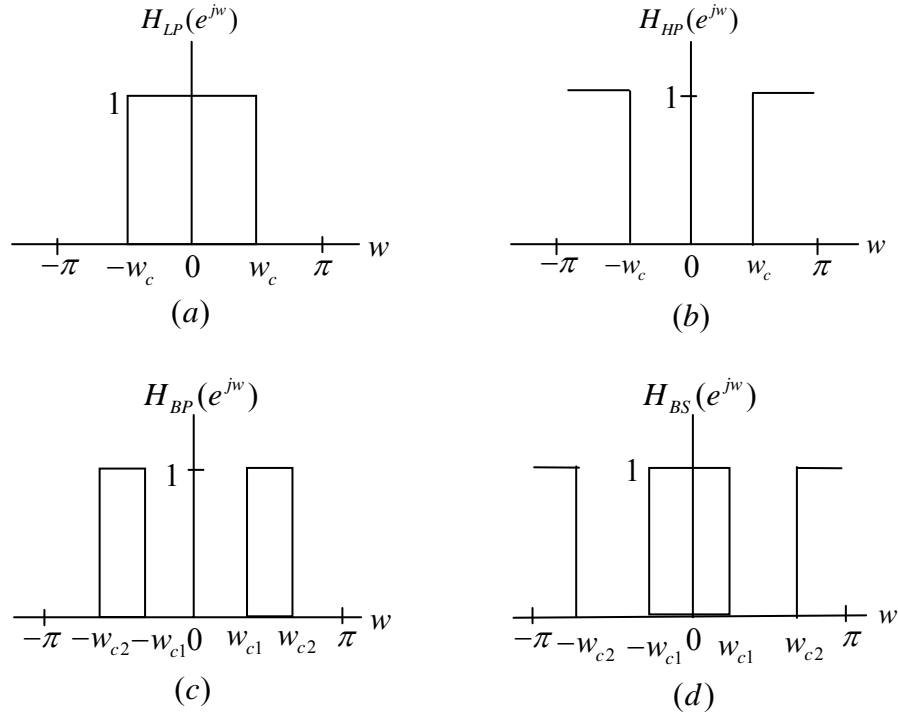 H_{LP}(e^{jw})
1
−π −w_c 0 w_c π w
(a)
H_{HP}(e^{jw})
1
−π −w_c 0 w_c π w
(b)
H_{BP}(e^{jw})
1
−π −w_{c2} −w_{c1} 0 w_{c1} w_{c2} π w
(c)
H_{BS}(e^{jw})
1
−π −w_{c2} −w_{c1} 0 w_{c1} w_{c2} π w
(d)